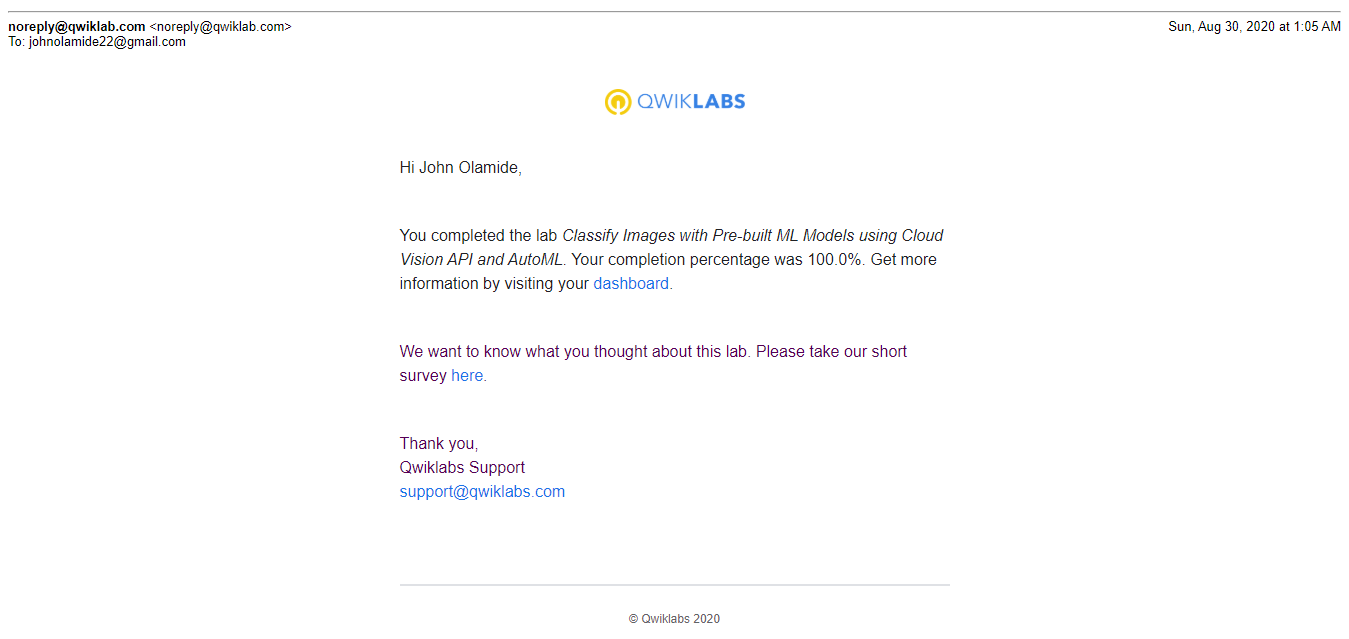 noreply@qwiklab.com <noreply@qwiklab.com> Sun, Aug 30, 2020 at 1:05 AM
To: johnolamide22@gmail.com
QWIKLABS
Hi John Olamide,
You completed the lab Classify Images with Pre-built ML Models using Cloud
Vision API and AutoML. Your completion percentage was 100.0%. Get more
information by visiting your dashboard.
We want to know what you thought about this lab. Please take our short
survey here.
Thank you,
Qwiklabs Support
support@qwiklabs.com
© Qwiklabs 2020